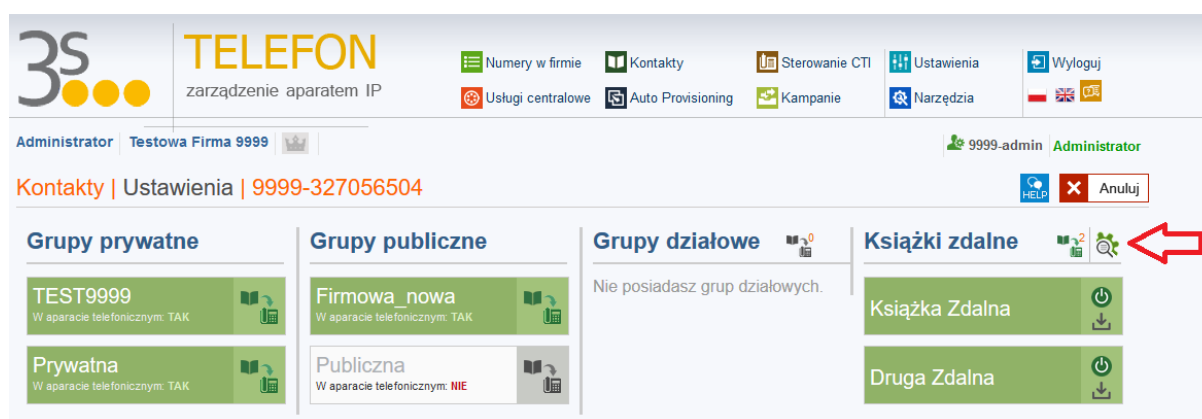 3S
TELEFON
zarządzenie aparatem IP
Numery w firmie
Kontakty
Sterowanie CTI
Ustawienia
Wyloguj
Usługi centralowe
Auto Provisioning
Kampanie
Narzędzia
Administrator
Testowa Firma 9999
9999-admin
Administrator
Kontakty | Ustawienia | 9999-327056504
HELP
Anuluj
Grupy prywatne
Grupy publiczne
Grupy działowe
0
Książki zdalne
2
TEST9999
W aparacie telefonicznym: TAK
Firmowa_nowa
W aparacie telefonicznym: TAK
Nie posiadasz grup działowych.
Książka Zdalna
Prywatna
W aparacie telefonicznym: TAK
Publiczna
W aparacie telefonicznym: NIE
Druga Zdalna